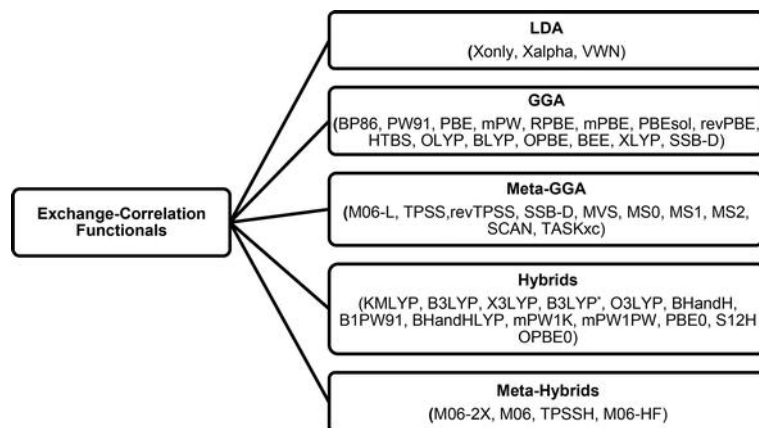 LDA
(Xonly, Xalpha, VWN)
GGA
(BP86, PW91, PBE, mPW, RPBE, mPBE, PBEsol, revPBE,
HTBS, OLYP, BLYP, OPBE, BEE, XLYP, SSB-D)
Exchange-Correlation
Functionals
Meta-GGA
(M06-L, TPSS,revTPSS, SSB-D, MVS, MS0, MS1, MS2,
SCAN, TASKxc)
Hybrids
(KMLYP, B3LYP, X3LYP, B3LYP*, O3LYP, BHandH,
B1PW91, BHandHLYP, mPW1K, mPW1PW, PBE0, S12H
OPBE0)
Meta-Hybrids
(M06-2X, M06, TPSSH, M06-HF)